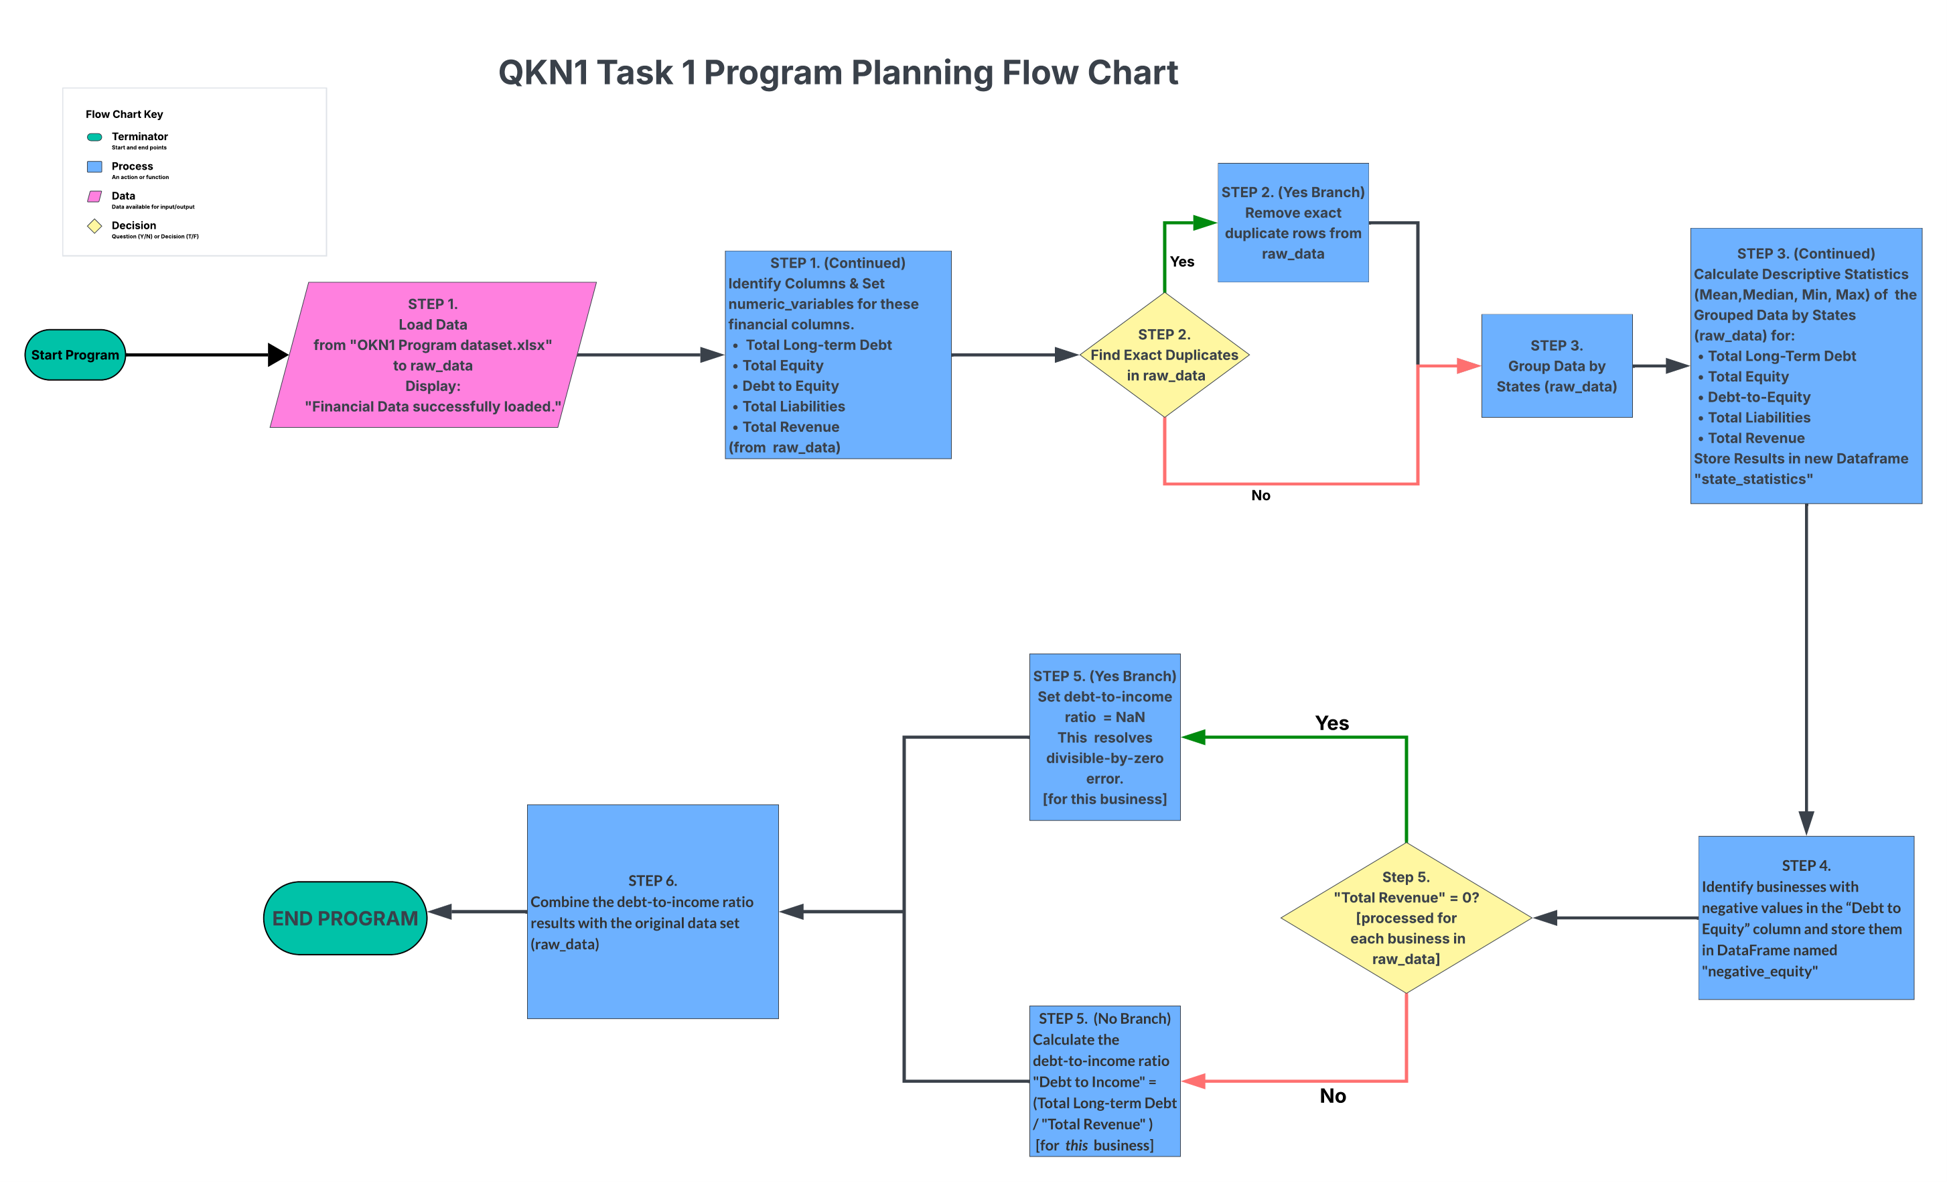 QKN1 Task 1 Program Planning Flow Chart
Flow Chart Key
Terminator
Start and end points
Process
An action or function
Data
Data available for input/output
Decision
Question (Y/N) or Decision (T/F)
Start Program
STEP 1.
Load Data
from "OKN1 Program dataset.xlsx"
to raw_data
Display:
"Financial Data successfully loaded."
STEP 1. (Continued)
Identify Columns & Set
numeric_variables for these
financial columns.
• Total Long-term Debt
• Total Equity
• Debt to Equity
• Total Liabilities
• Total Revenue
(from raw_data)
STEP 2.
Find Exact Duplicates
in raw_data
Yes
STEP 2. (Yes Branch)
Remove exact
duplicate rows from
raw_data
No
STEP 3.
Group Data by
States (raw_data)
STEP 3. (Continued)
Calculate Descriptive Statistics
(Mean,Median, Min, Max) of the
Grouped Data by States
(raw_data) for:
• Total Long-Term Debt
• Total Equity
• Debt-to-Equity
• Total Liabilities
• Total Revenue
Store Results in new Dataframe
"state_statistics"
STEP 4.
Identify businesses with
negative values in the “Debt to
Equity” column and store them
in DataFrame named
"negative_equity"
Step 5.
"Total Revenue" = 0?
[processed for
each business in
raw_data]
Yes
STEP 5. (Yes Branch)
Set debt-to-income
ratio = NaN
This resolves
divisible-by-zero
error.
[for this business]
No
STEP 5. (No Branch)
Calculate the
debt-to-income ratio
"Debt to Income" =
(Total Long-term Debt
/ "Total Revenue" )
[for this business]
STEP 6.
Combine the debt-to-income ratio
results with the original data set
(raw_data)
END PROGRAM